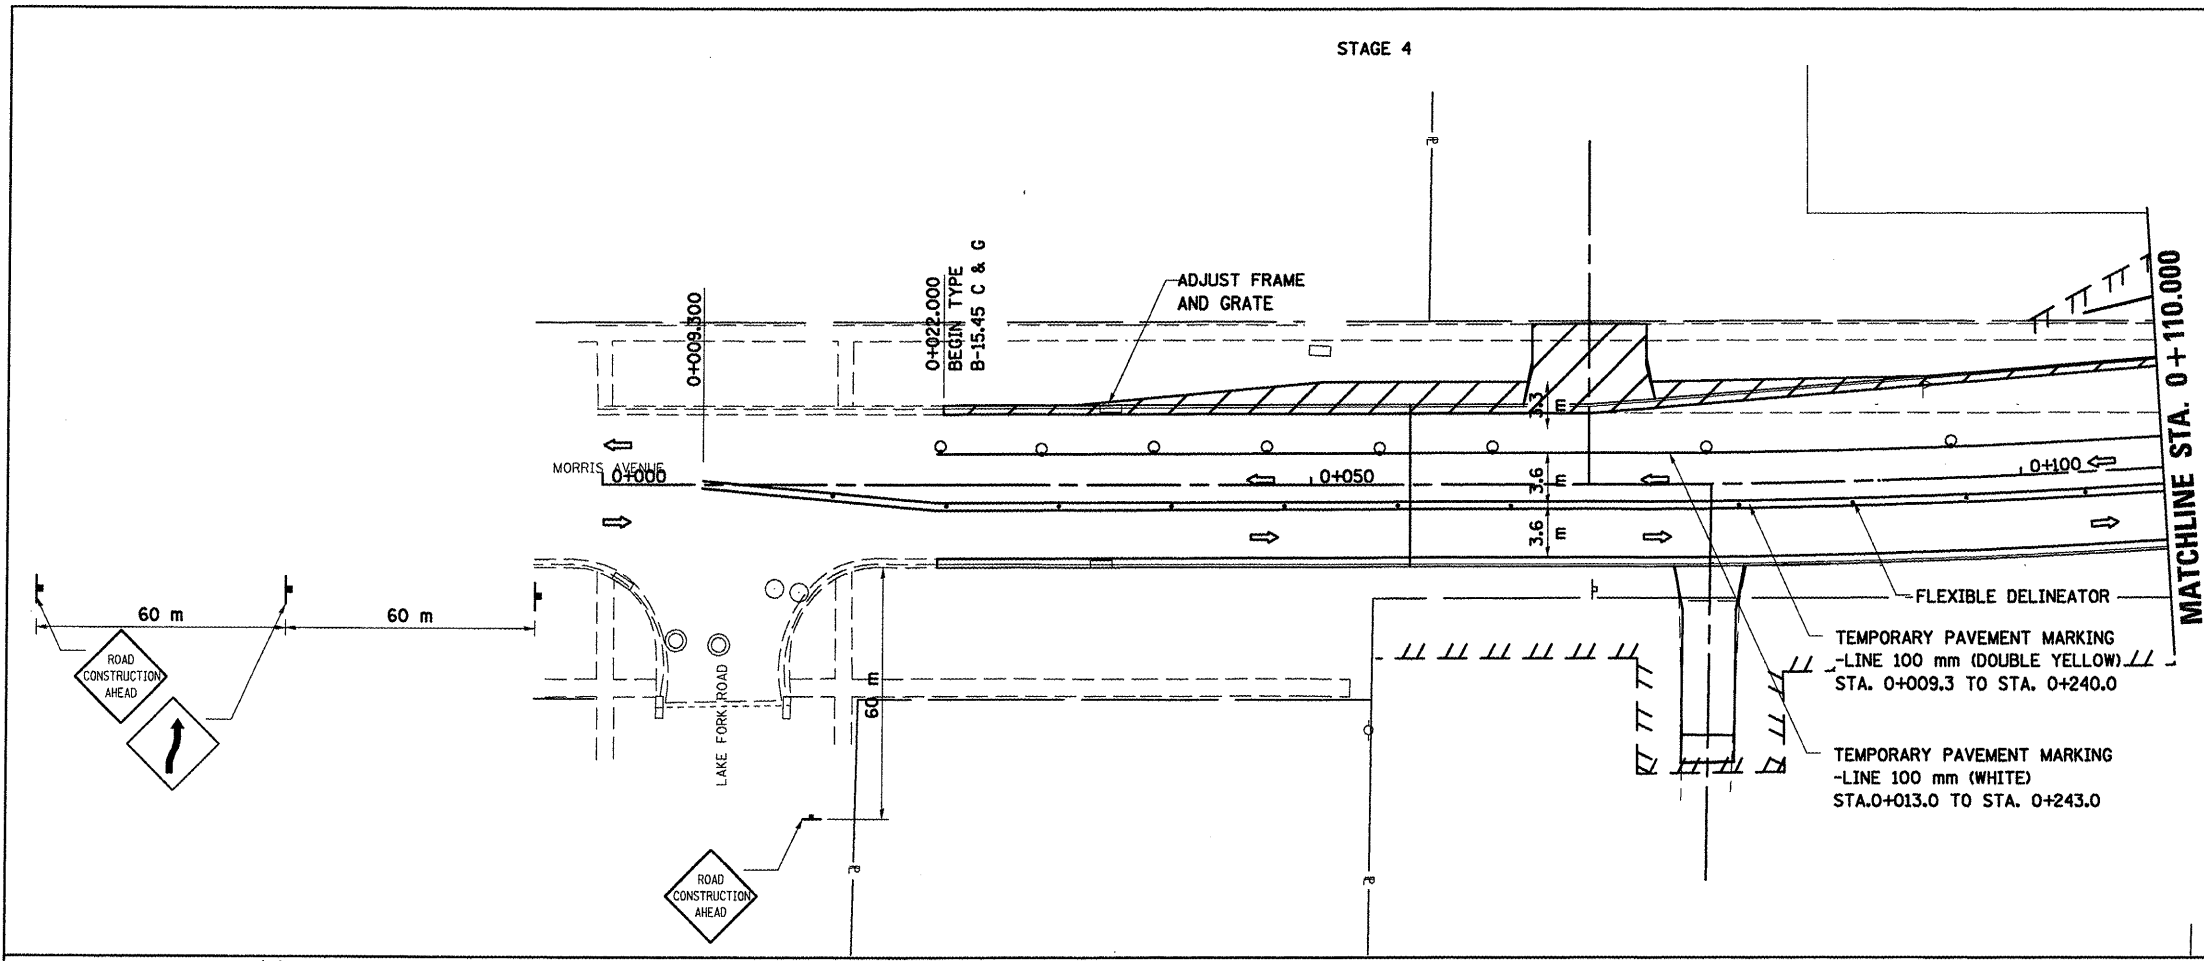 STAGE 4
ADJUST FRAME
AND GRATE
0+009.300
0+022.000
BEGIN TYPE
B-15.45 C & G
MATCHLINE STA. 0+110.000
3.3
m
MORRIS AVENUE
0+000
0+050
0+100
3.6
m
3.6
m
60 m
60 m
ROAD
CONSTRUCTION
AHEAD
LAKE FORK ROAD
60 m
ROAD
CONSTRUCTION
AHEAD
FLEXIBLE DELINEATOR
TEMPORARY PAVEMENT MARKING
-LINE 100 mm (DOUBLE YELLOW)
STA. 0+009.3 TO STA. 0+240.0
TEMPORARY PAVEMENT MARKING
-LINE 100 mm (WHITE)
STA.0+013.0 TO STA. 0+243.0